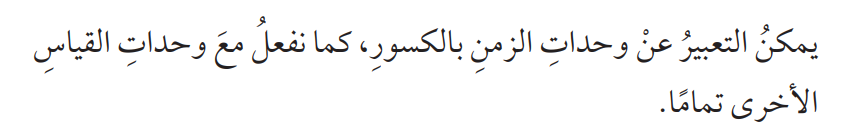 يمكنُ التعبيرُ عنْ وحداتِ الزمنِ بالكسورِ، كما نفعلُ معَ وحداتِ القياسِ
الأخرى تمامًا.